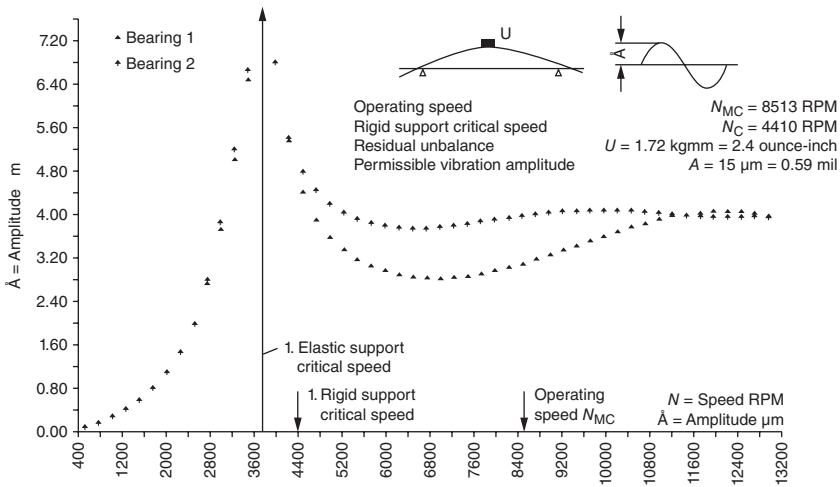 7.20
6.40
5.60
4.80
4.00
3.20
2.40
1.60
0.80
0.00
Å = Amplitude m
Bearing 1
Bearing 2
U
Å
Operating speed N_MC = 8513 RPM
Rigid support critical speed N_C = 4410 RPM
Residual unbalance U = 1.72 kgmm = 2.4 ounce-inch
Permissible vibration amplitude A = 15 μm = 0.59 mil
1. Elastic support
critical speed
1. Rigid support
critical speed
Operating
speed N_MC
N = Speed RPM
Å = Amplitude μm
400
1200
2000
2800
3600
4400
5200
6000
6800
7600
8400
9200
10000
10800
11600
12400
13200